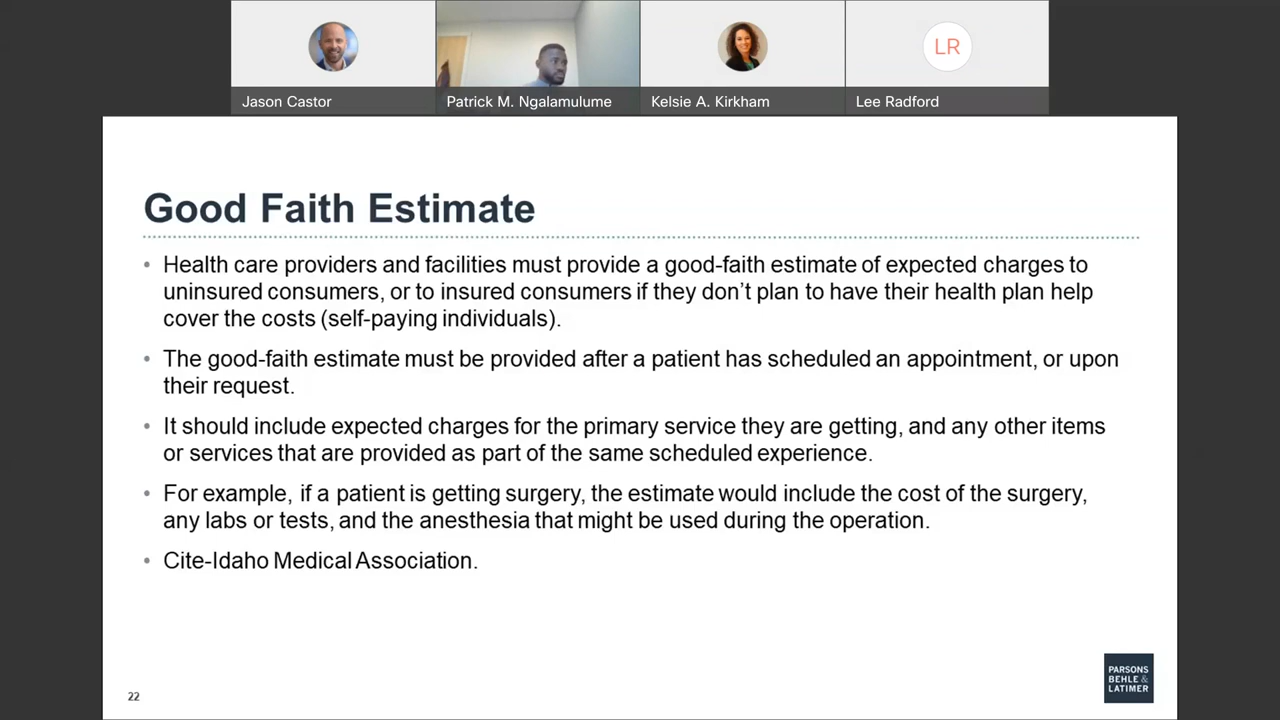 LR
Jason Castor
Patrick M. Ngalamulume
Kelsie A. Kirkham
Lee Radford
Good Faith Estimate
• Health care providers and facilities must provide a good-faith estimate of expected charges to
uninsured consumers, or to insured consumers if they don't plan to have their health plan help
cover the costs (self-paying individuals).
• The good-faith estimate must be provided after a patient has scheduled an appointment, or upon
their request.
• It should include expected charges for the primary service they are getting, and any other items
or services that are provided as part of the same scheduled experience.
• For example, if a patient is getting surgery, the estimate would include the cost of the surgery,
any labs or tests, and the anesthesia that might be used during the operation.
• Cite-Idaho Medical Association.
22
PARSONS
BEHLE &
LATIMER